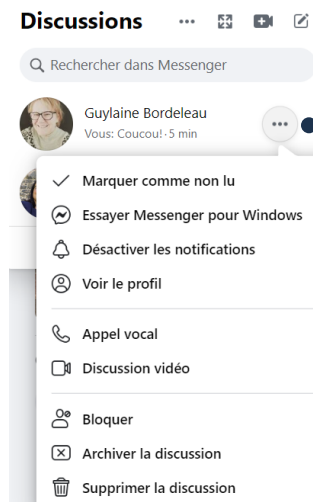 Discussions
Rechercher dans Messenger
Guylaine Bordeleau
Vous: Coucou! · 5 min
Marquer comme non lu
Essayer Messenger pour Windows
Désactiver les notifications
Voir le profil
Appel vocal
Discussion vidéo
Bloquer
Archiver la discussion
Supprimer la discussion